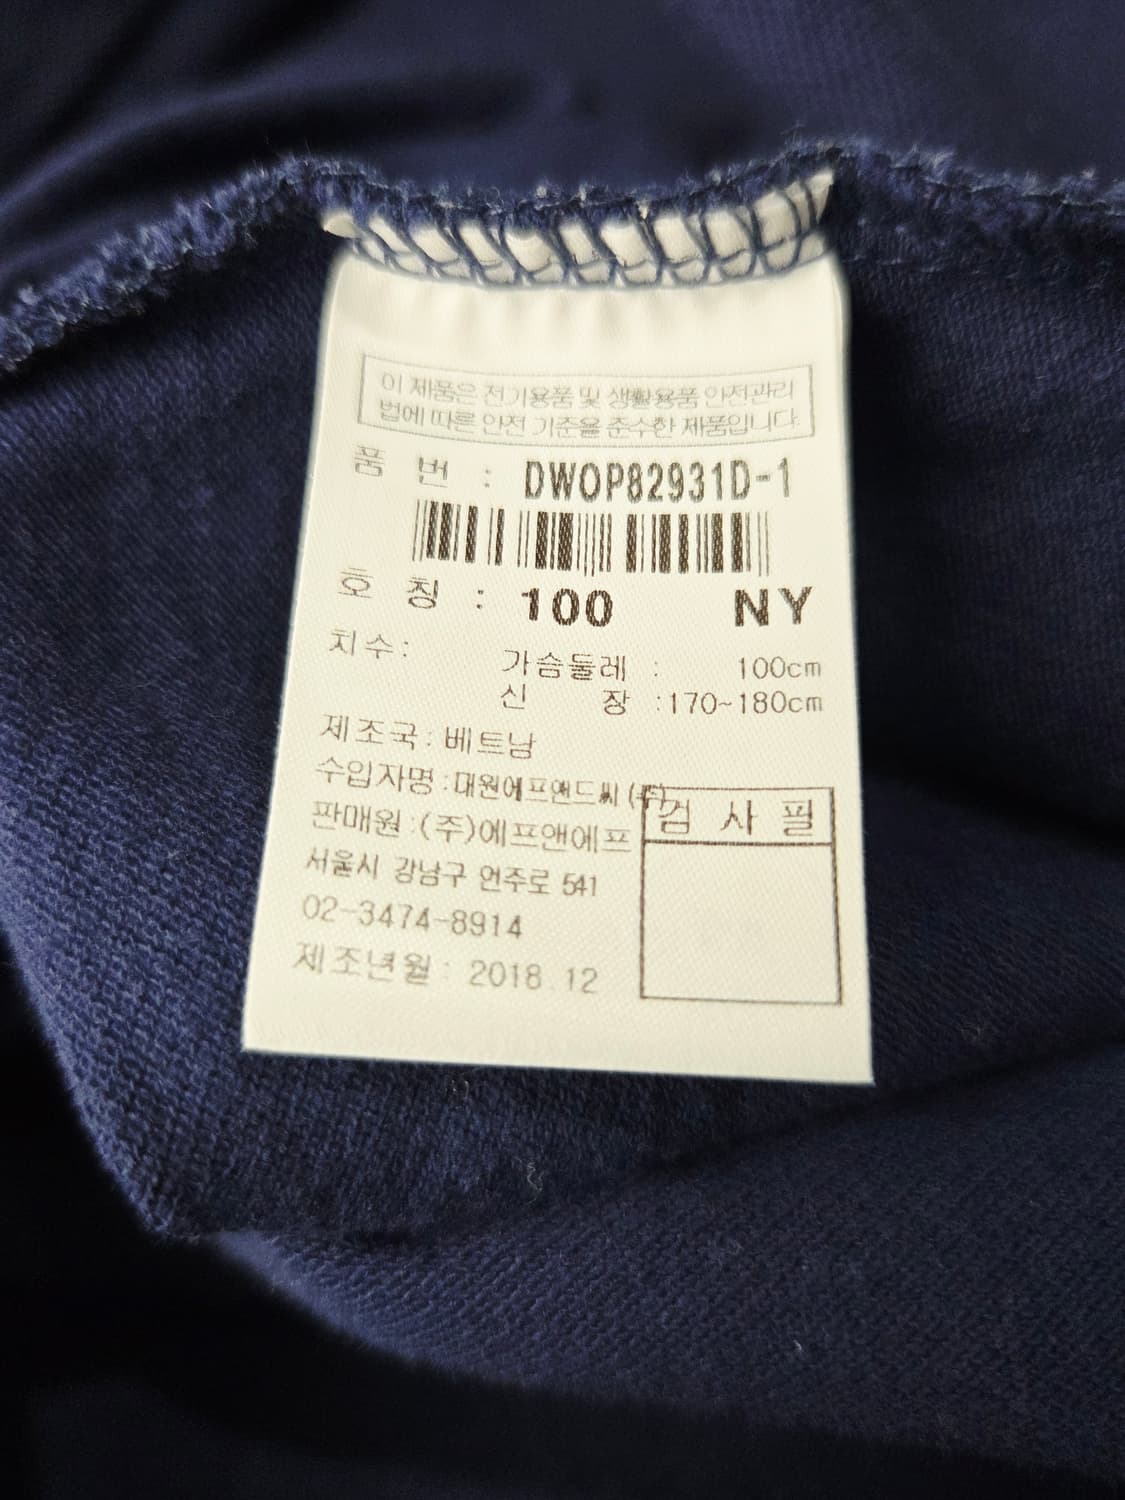 이 제품은 전기용품 및 생활용품 안전관리
법에 따른 안전 기준을 준수한 제품입니다.
품 번 : DWOP82931D-1
호 칭 : 100 NY
치수: 가슴둘레 : 100cm
신 장 :170~180cm
제조국: 베트남
수입자명 : 대원에프앤드씨 (주)
판매원 : (주)에프앤에프
서울시 강남구 언주로 541
02-3474-8914
제조년월 : 2018.12
검 사 필